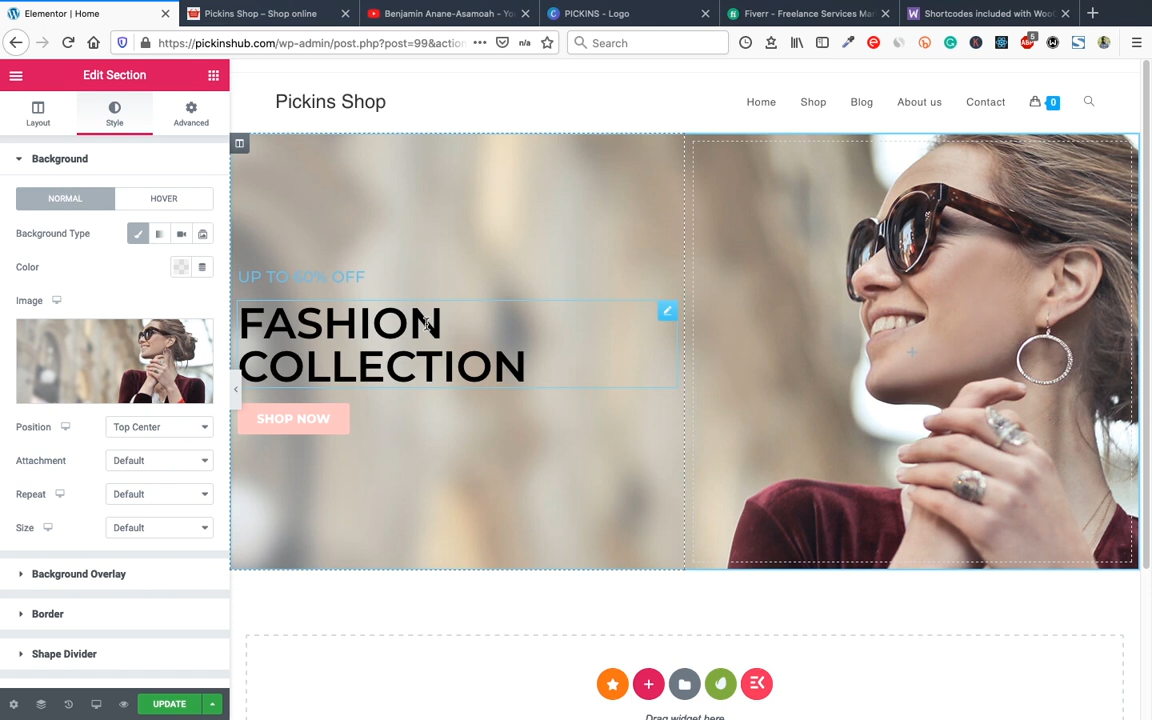 Elementor | Home
Pickins Shop – Shop online
Benjamin Anane-Asamoah - Yo
PICKINS - Logo
Fiverr - Freelance Services Ma
Shortcodes included with Woo
https://pickinshub.com/wp-admin/post.php?post=99&action
n/a
Search
6
Edit Section
Layout
Style
Advanced
Background
NORMAL
HOVER
Background Type
Color
Image
Position
Top Center
Attachment
Default
Repeat
Default
Size
Default
Background Overlay
Border
Shape Divider
UPDATE
Pickins Shop
Home
Shop
Blog
About us
Contact
0
UP TO 60% OFF
FASHION
COLLECTION
SHOP NOW
Drag widget here